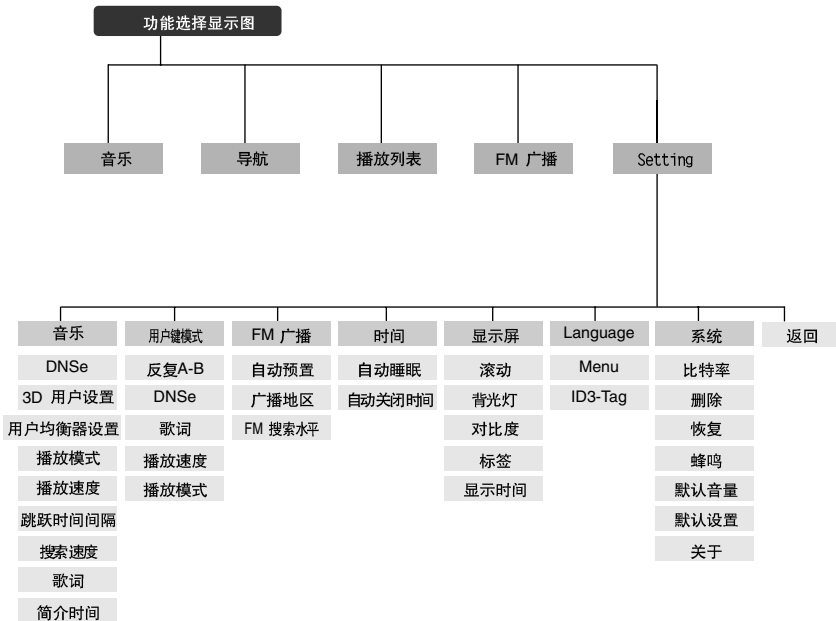 功能选择显示图
音乐
导航
播放列表
FM 广播
Setting
音乐
DNSe
3D 用户设置
用户均衡器设置
播放模式
播放速度
跳跃时间间隔
搜索速度
歌词
简介时间
用户键模式
反复A-B
DNSe
歌词
播放速度
播放模式
FM 广播
自动预置
广播地区
FM 搜索水平
时间
自动睡眠
自动关闭时间
显示屏
滚动
背光灯
对比度
标签
显示时间
Language
Menu
ID3-Tag
系统
比特率
删除
恢复
蜂鸣
默认音量
默认设置
关于
返回